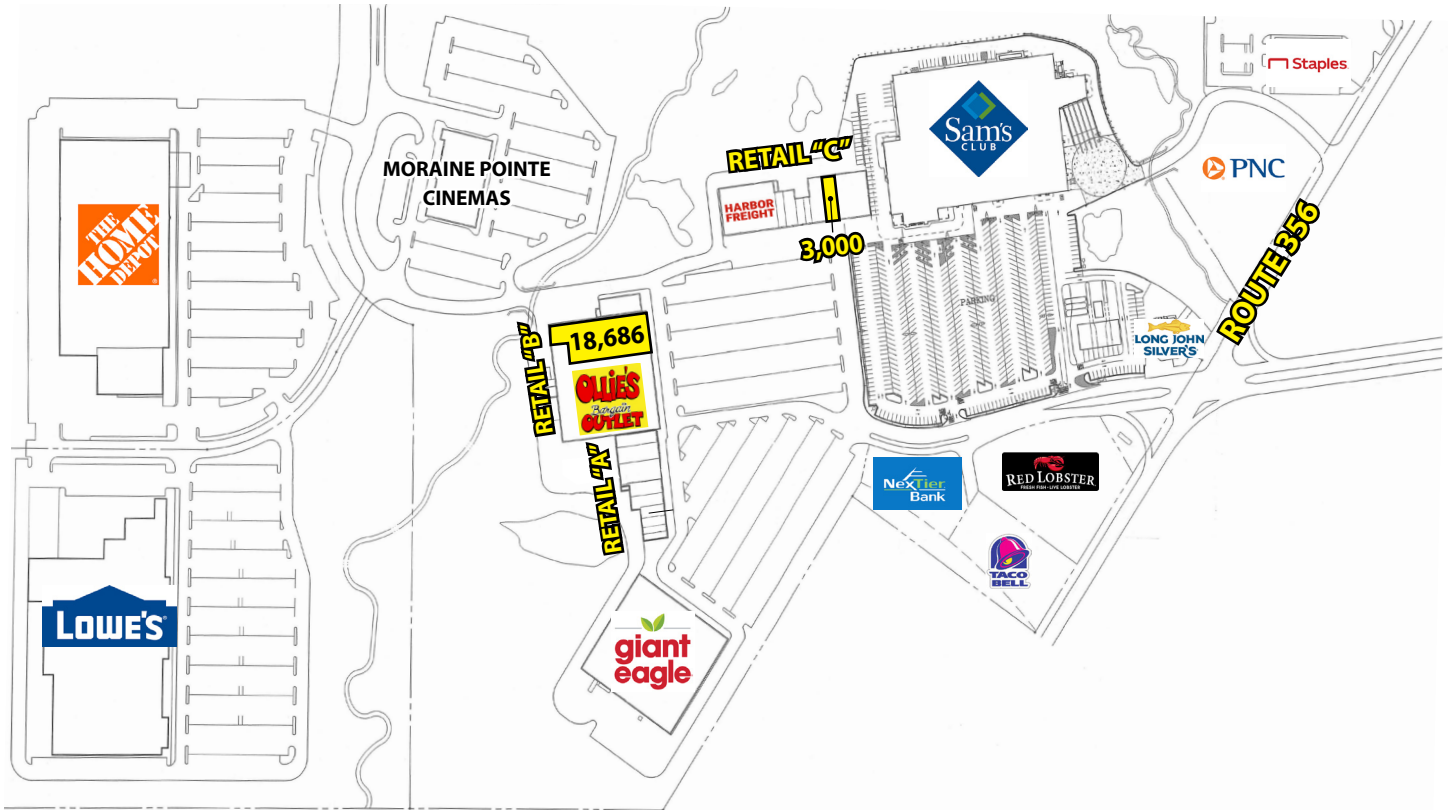 Staples
Sam's
CLUB
PNC
RETAIL "C"
MORAINE POINTE
CINEMAS
HARBOR
FREIGHT
THE
HOME
DEPOT
3,000
ROUTE 356
PARKING
18,686
RETAIL "B"
LONG JOHN
SILVER'S
OLLIE'S
Bargain
OUTLET
RETAIL "A"
NexTier
Bank
RED LOBSTER
FRESH FISH • LIVE LOBSTER
TACO
BELL
LOWE'S
giant
eagle